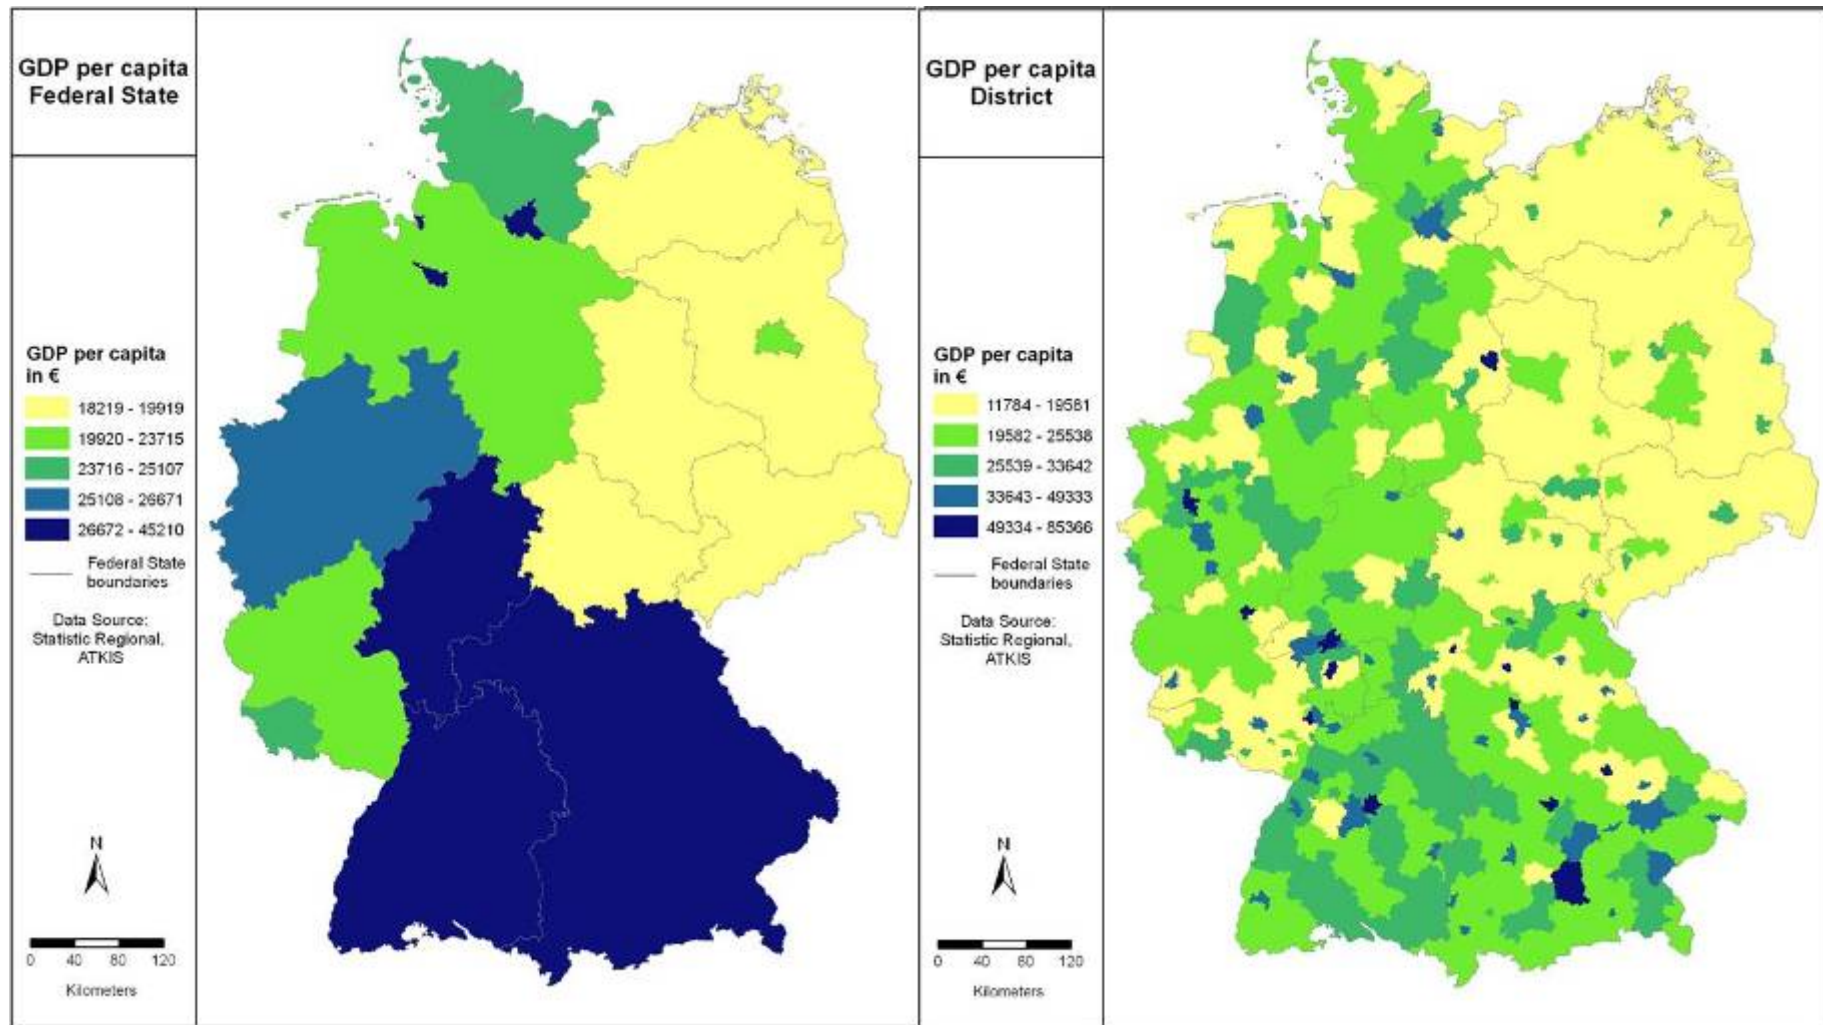 GDP per capita
Federal State
GDP per capita
in €
18219 - 19919
19920 - 23715
23716 - 25107
25108 - 26671
26672 - 45210
Federal State
boundaries
Data Source:
Statistic Regional,
ATKIS
N
0 40 80 120
Kilometers
GDP per capita
District
GDP per capita
in €
11784 - 19581
19582 - 25538
25539 - 33642
33643 - 49333
49334 - 85366
Federal State
boundaries
Data Source:
Statistic Regional,
ATKIS
N
0 40 80 120
Kilometers